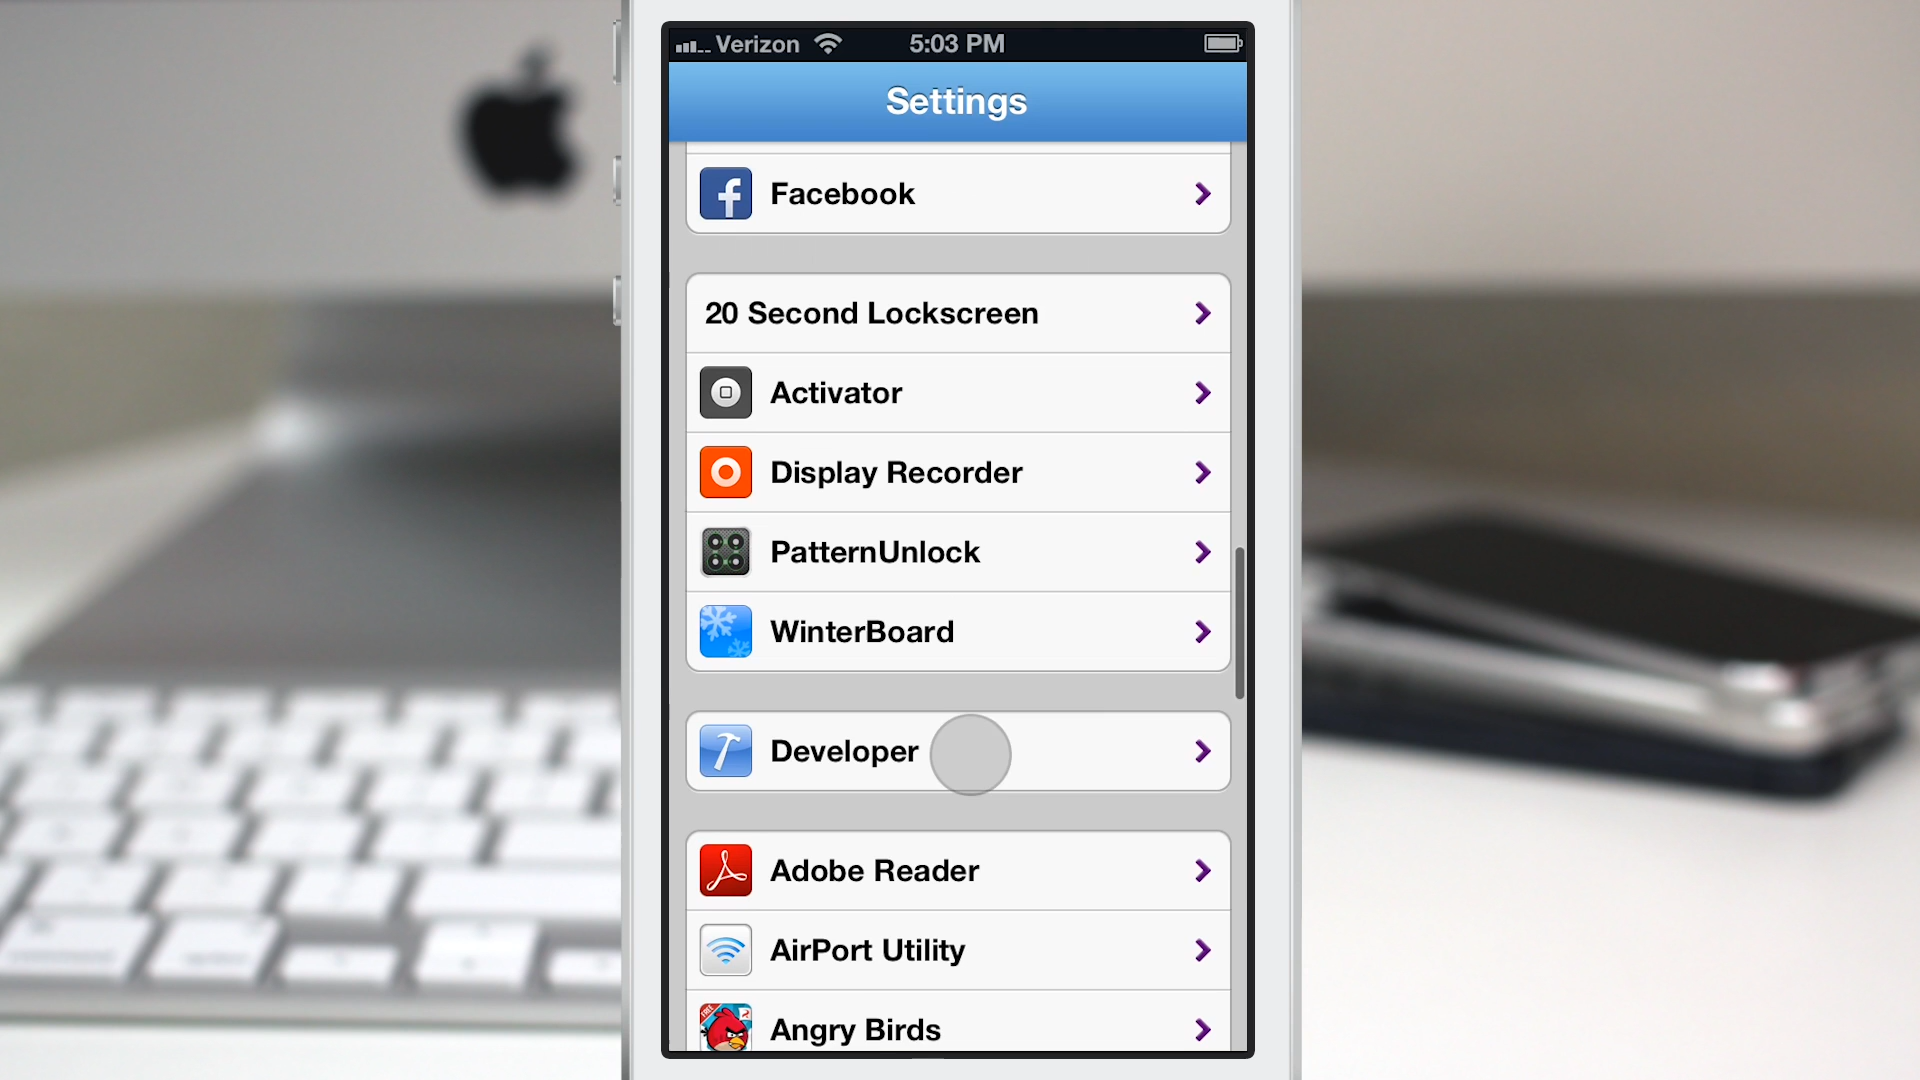 Verizon 5:03 PM
Settings
Facebook
20 Second Lockscreen
Activator
Display Recorder
PatternUnlock
WinterBoard
Developer
Adobe Reader
AirPort Utility
FREE
Angry Birds